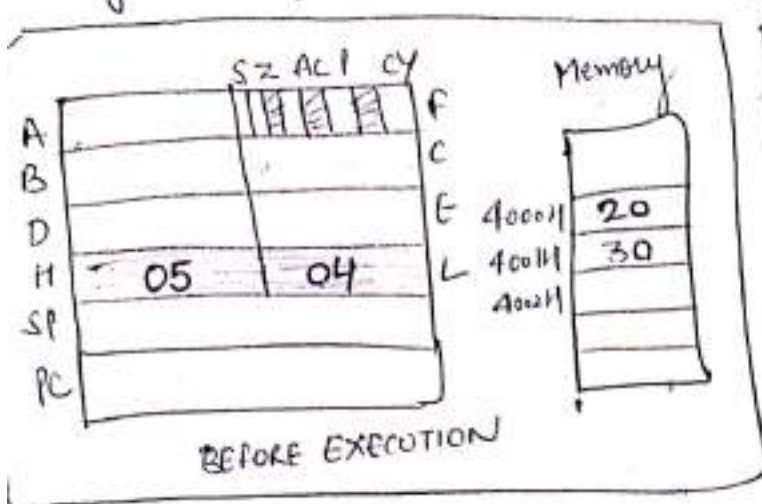 S Z AC P CY
Memory
A F
B C
D E
H 05 04 L
SP
PC
4000H 20
4001H 30
4002H
BEFORE EXECUTION